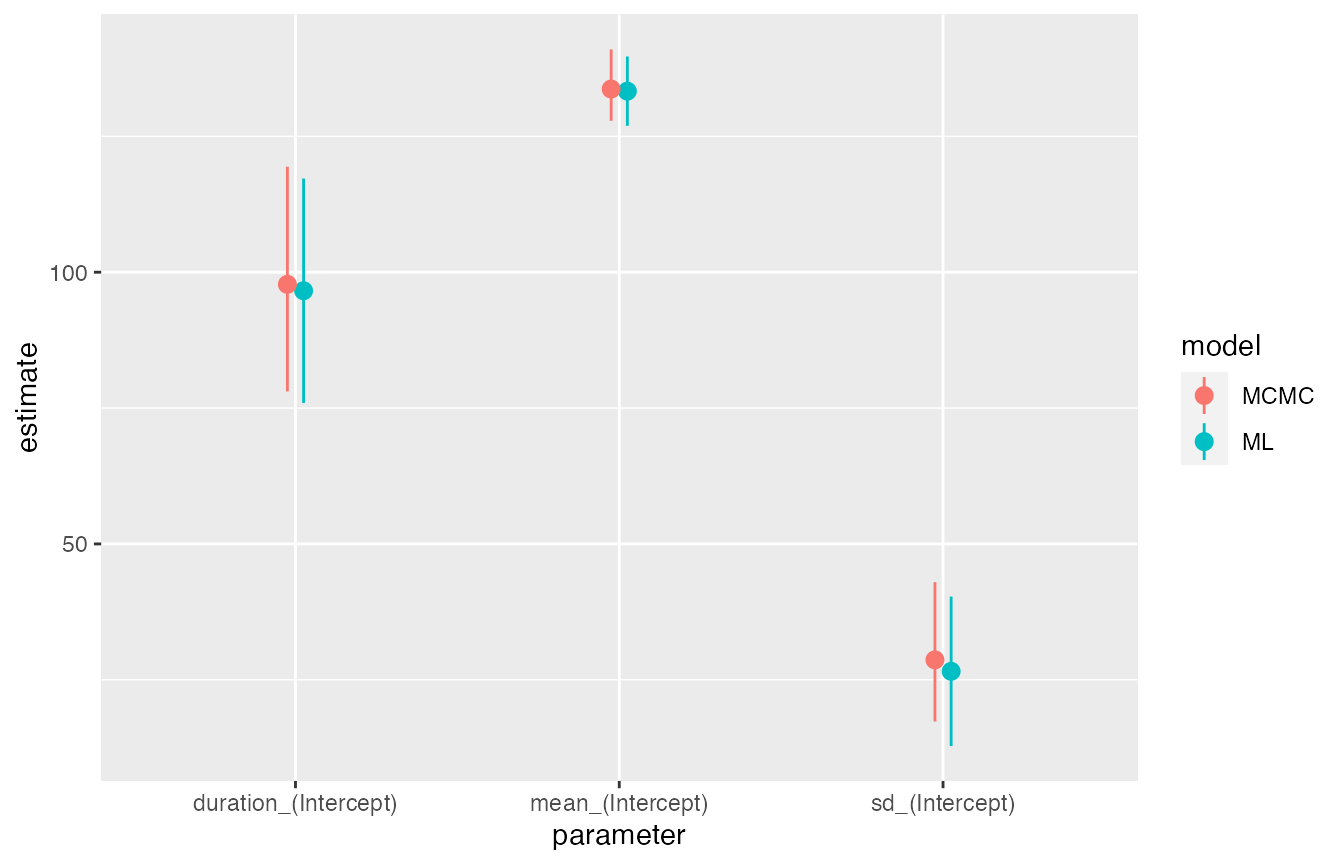 estimate
100
50
duration_(Intercept)
mean_(Intercept)
sd_(Intercept)
parameter
model
MCMC
ML